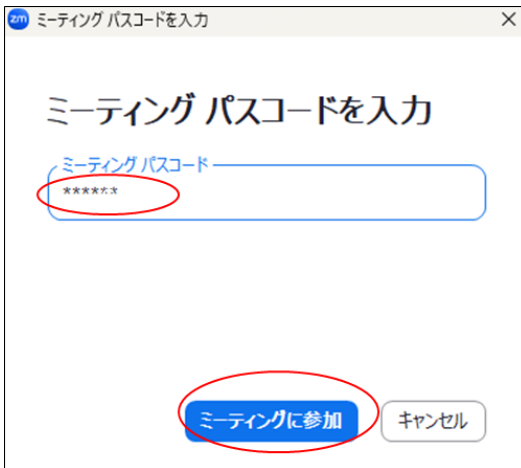 zm ミーティング パスコードを入力
ミーティング パスコードを入力
ミーティング パスコード
******
ミーティングに参加
キャンセル